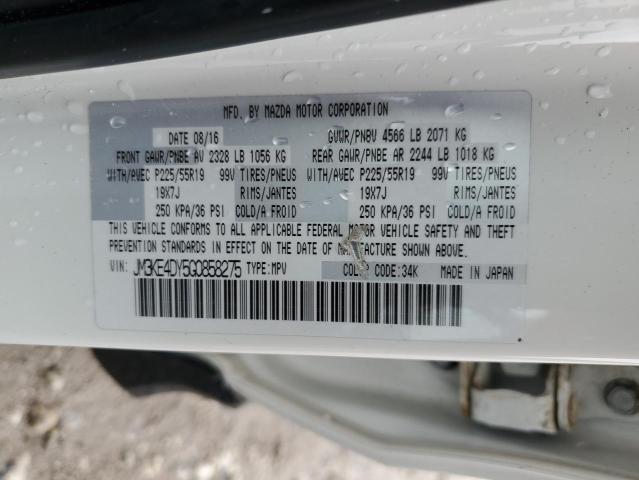 MFD. BY MAZDA MOTOR CORPORATION
DATE 08/16 GVWR/PNBV 4566 LB 2071 KG
FRONT GAWR/PNBE AV 2328 LB 1056 KG REAR GAWR/PNBE AR 2244 LB 1018 KG
WITH/AVEC P225/55R19 99V TIRES/PNEUS WITH/AVEC P225/55R19 99V TIRES/PNEUS
19X7J RIMS/JANTES 19X7J RIMS/JANTES
250 KPA/36 PSI COLD/A FROID 250 KPA/36 PSI COLD/A FROID
THIS VEHICLE CONFORMS TO ALL APPLICABLE FEDERAL MOTOR VEHICLE SAFETY AND THEFT
PREVENTION STANDARDS IN EFFECT ON THE DATE OF MANUFACTURE SHOWN ABOVE.
VIN: JM3KE4DY5G0858275 TYPE:MPV COLOR CODE:34K MADE IN JAPAN